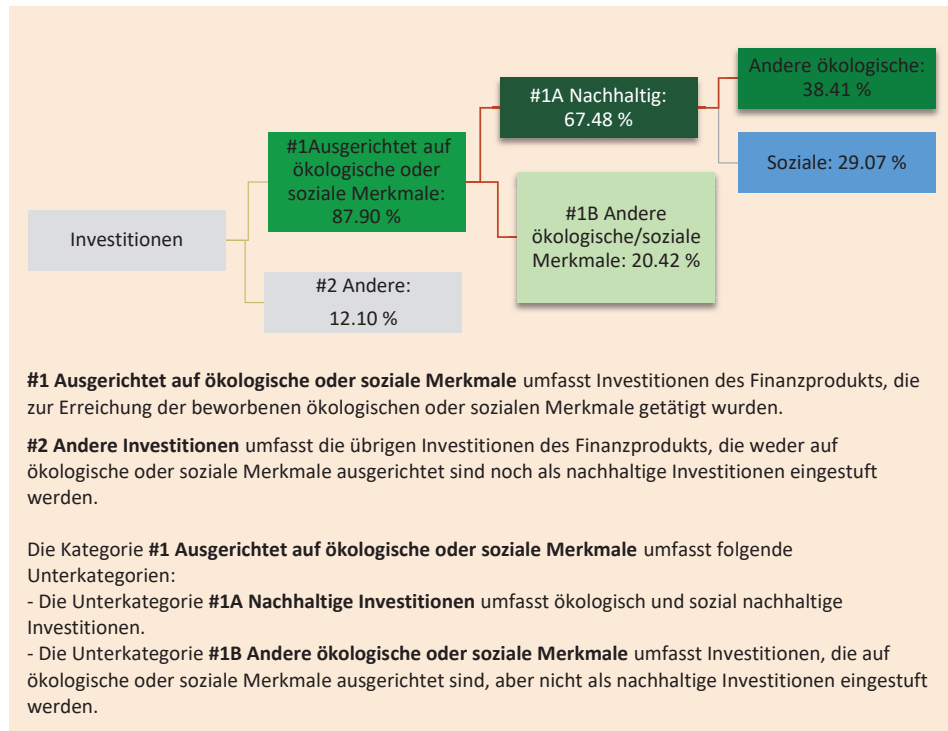 Investitionen
#1Ausgerichtet auf
ökologische oder
soziale Merkmale:
87.90 %
#2 Andere:
12.10 %
#1A Nachhaltig:
67.48 %
#1B Andere
ökologische/soziale
Merkmale: 20.42 %
Andere ökologische:
38.41 %
Soziale: 29.07 %
#1 Ausgerichtet auf ökologische oder soziale Merkmale umfasst Investitionen des Finanzprodukts, die
zur Erreichung der beworbenen ökologischen oder sozialen Merkmale getätigt wurden.
#2 Andere Investitionen umfasst die übrigen Investitionen des Finanzprodukts, die weder auf
ökologische oder soziale Merkmale ausgerichtet sind noch als nachhaltige Investitionen eingestuft
werden.
Die Kategorie #1 Ausgerichtet auf ökologische oder soziale Merkmale umfasst folgende
Unterkategorien:
- Die Unterkategorie #1A Nachhaltige Investitionen umfasst ökologisch und sozial nachhaltige
Investitionen.
- Die Unterkategorie #1B Andere ökologische oder soziale Merkmale umfasst Investitionen, die auf
ökologische oder soziale Merkmale ausgerichtet sind, aber nicht als nachhaltige Investitionen eingestuft
werden.